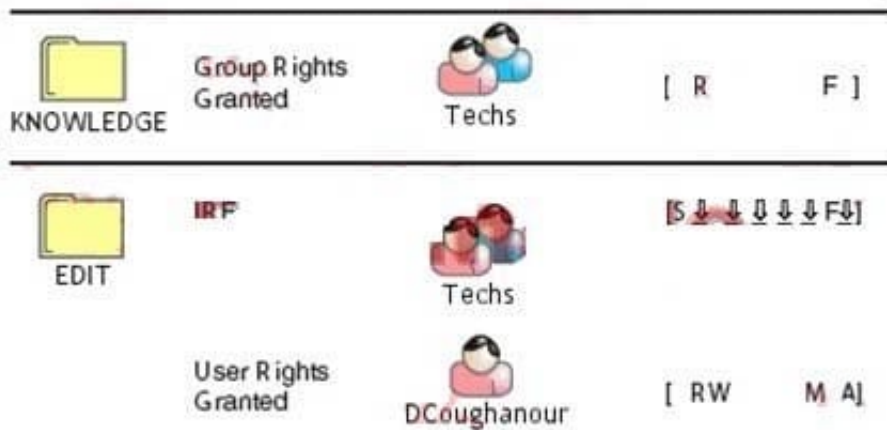 Group Rights
Granted
KNOWLEDGE
Techs
[ R F ]
IRF
[S ⇩ ⇩ ⇩ ⇩ ⇩ F⇩]
EDIT
Techs
User Rights
Granted
DCoughanour
[ RW M A]